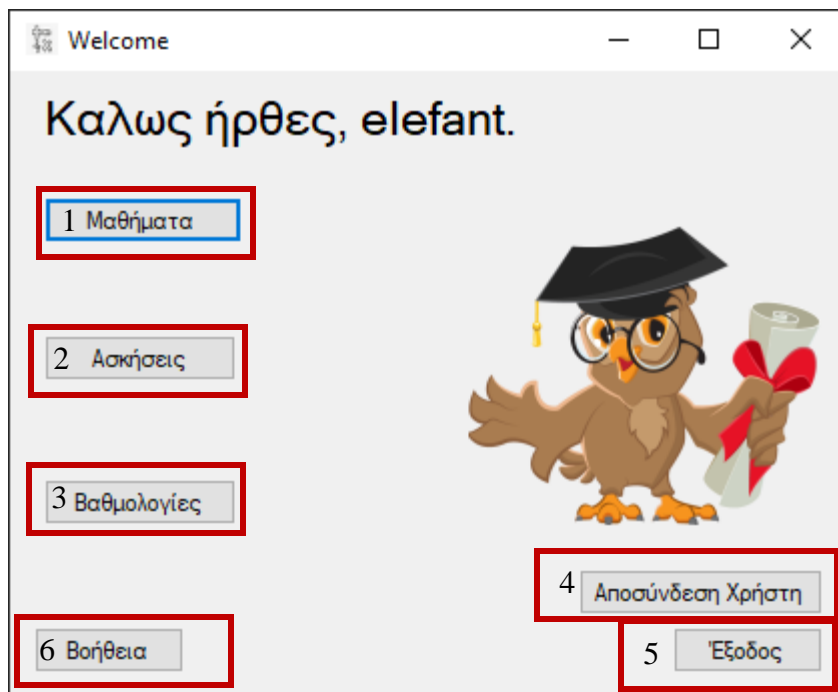 Welcome
Καλως ήρθες, elefant.
1 Μαθήματα
2 Ασκήσεις
3 Βαθμολογίες
4 Αποσύνδεση Χρήστη
6 Βοήθεια
5 Έξοδος